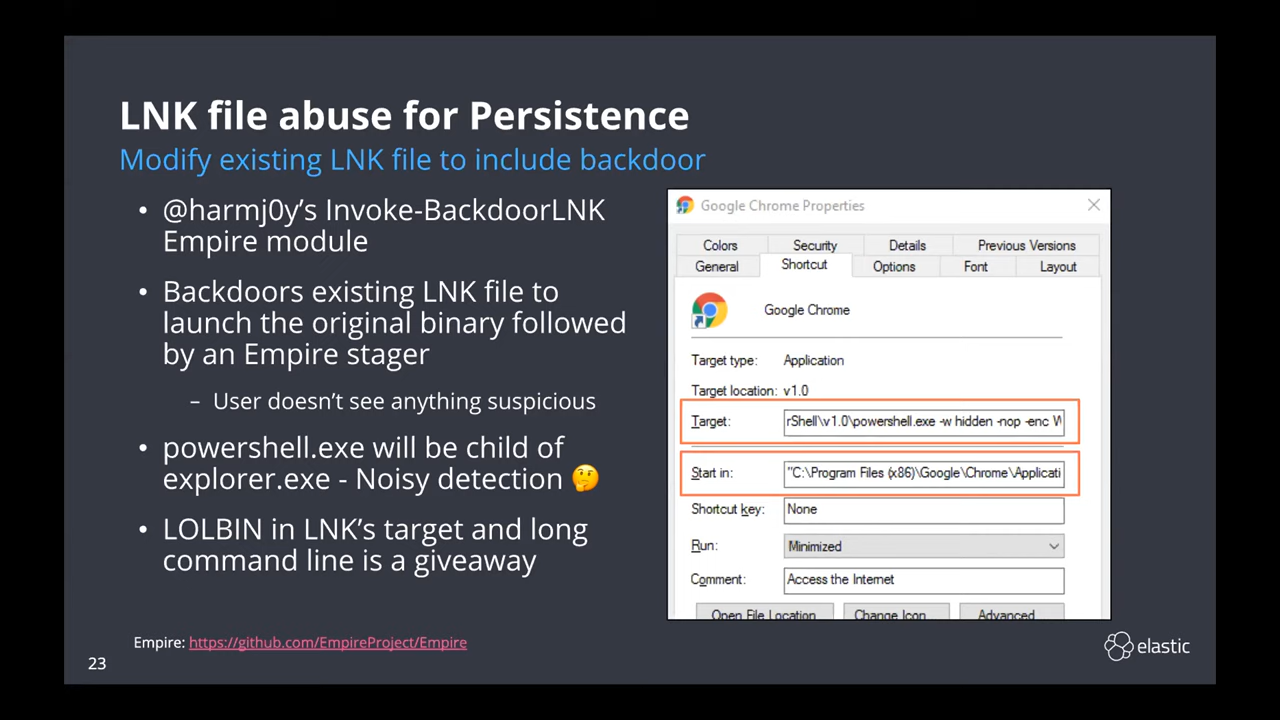 LNK file abuse for Persistence
Modify existing LNK file to include backdoor
• @harmj0y’s Invoke-BackdoorLNK
Empire module
• Backdoors existing LNK file to
launch the original binary followed
by an Empire stager
– User doesn’t see anything suspicious
• powershell.exe will be child of
explorer.exe - Noisy detection 🤔
• LOLBIN in LNK’s target and long
command line is a giveaway
Google Chrome Properties
Colors Security Details Previous Versions
General Shortcut Options Font Layout
Google Chrome
Target type: Application
Target location: v1.0
Target: rShell\v1.0\powershell.exe -w hidden -nop -enc W
Start in: "C:\Program Files (x86)\Google\Chrome\Applicati
Shortcut key: None
Run: Minimized
Comment: Access the Internet
Open File Location Change Icon... Advanced...
Empire: https://github.com/EmpireProject/Empire
23
elastic